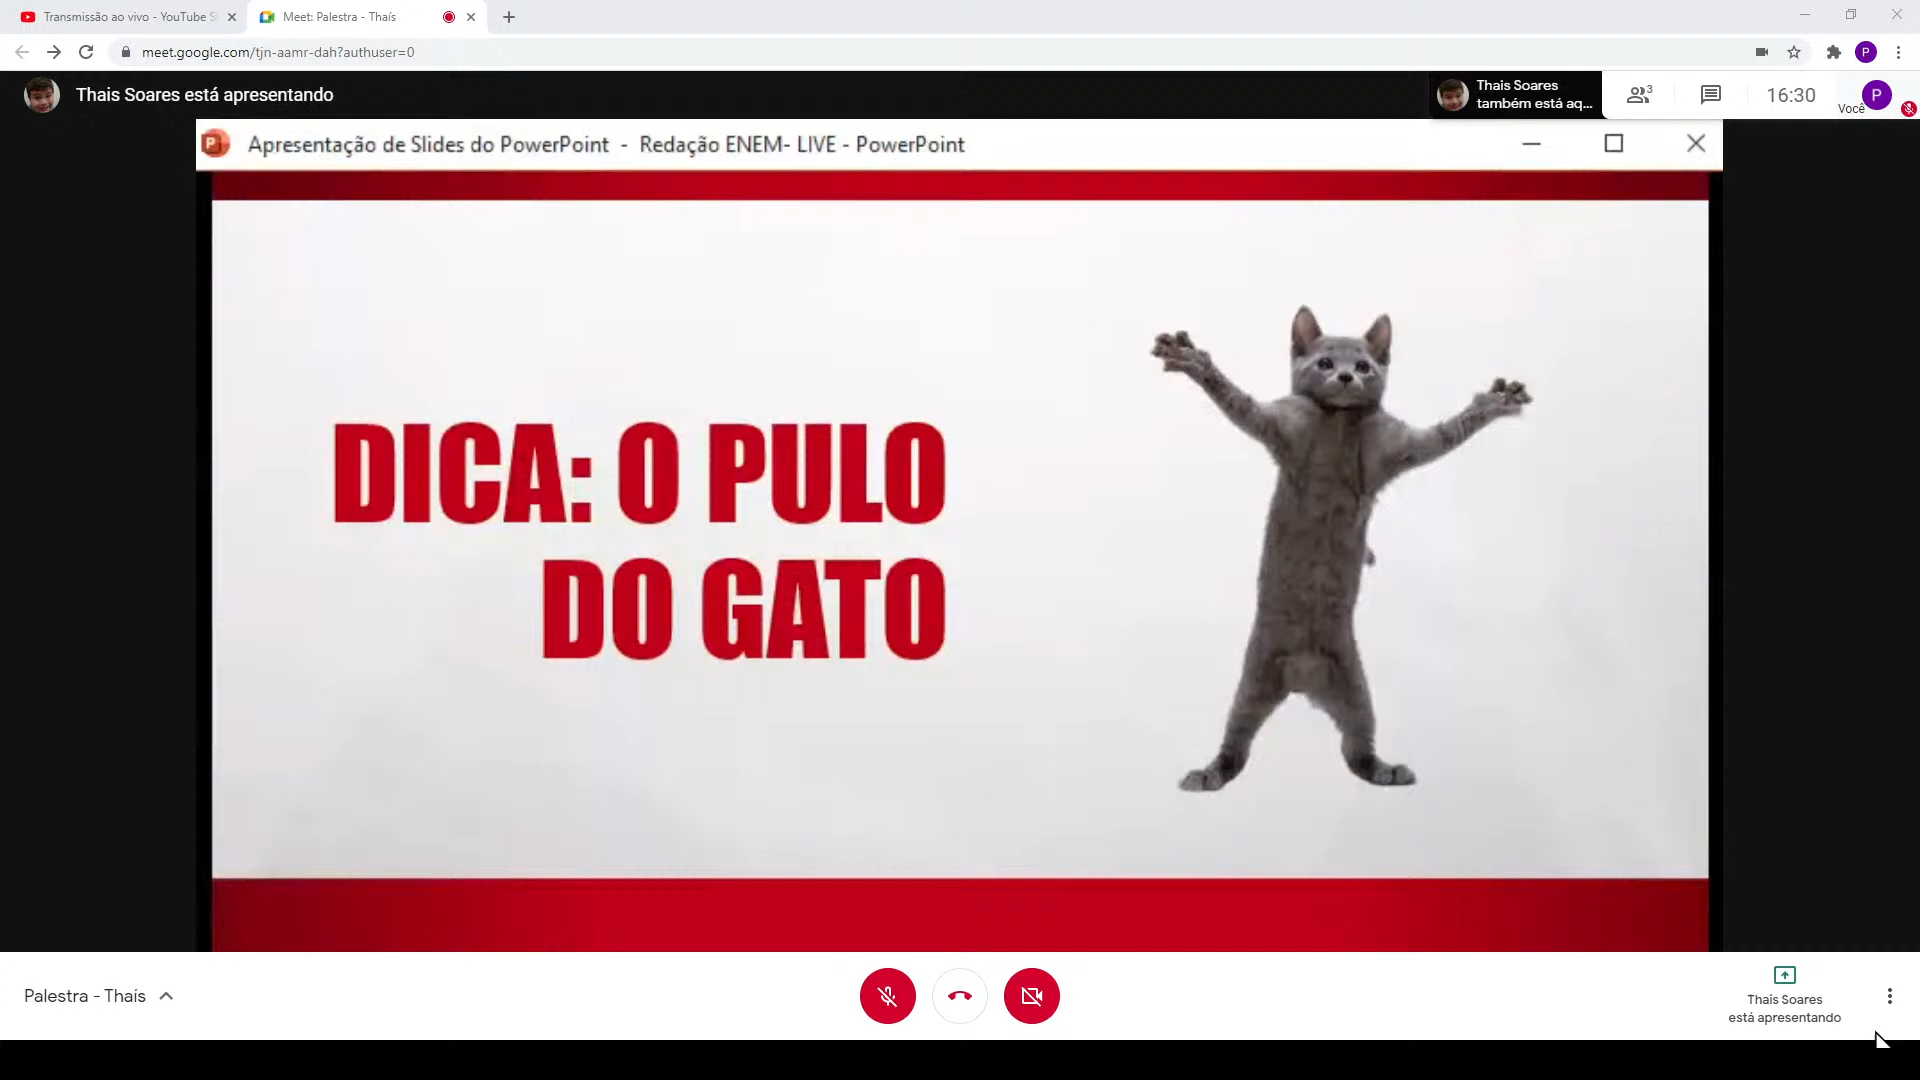 Transmissão ao vivo - YouTube S
Meet: Palestra - Thaís
meet.google.com/tjn-aamr-dah?authuser=0
P
Thais Soares está apresentando
Thais Soares
também está aq...
3
16:30
Você
P
P
Apresentação de Slides do PowerPoint - Redação ENEM- LIVE - PowerPoint
DICA: O PULO
DO GATO
Palestra - Thaís
Thais Soares
está apresentando